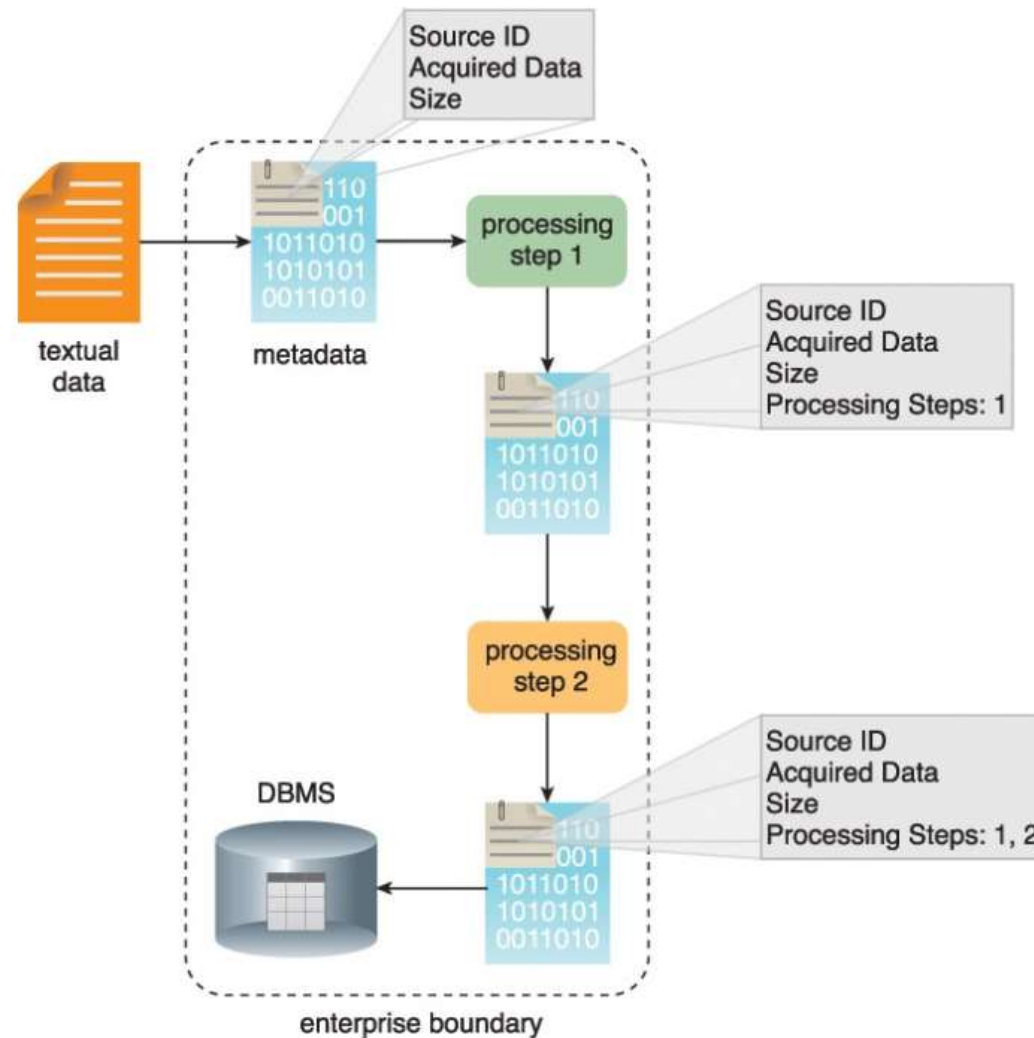 Source ID
Acquired Data
Size
110
001
1011010
1010101
0011010
processing
step 1
textual
data
metadata
Source ID
Acquired Data
Size
Processing Steps: 1
110
001
1011010
1010101
0011010
processing
step 2
Source ID
Acquired Data
Size
Processing Steps: 1, 2
DBMS
110
001
1011010
1010101
0011010
enterprise boundary